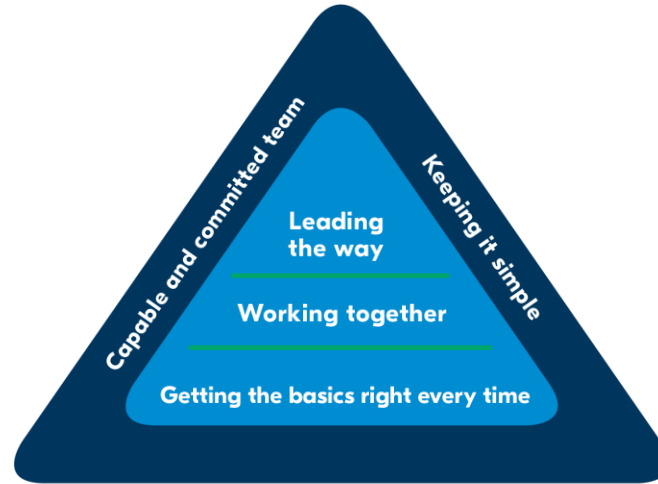 Capable and committed team
Keeping it simple
Leading
the way
Working together
Getting the basics right every time